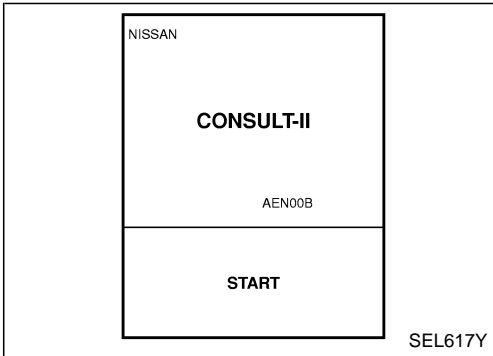 NISSAN
CONSULT-II
AEN00B
START
SEL617Y